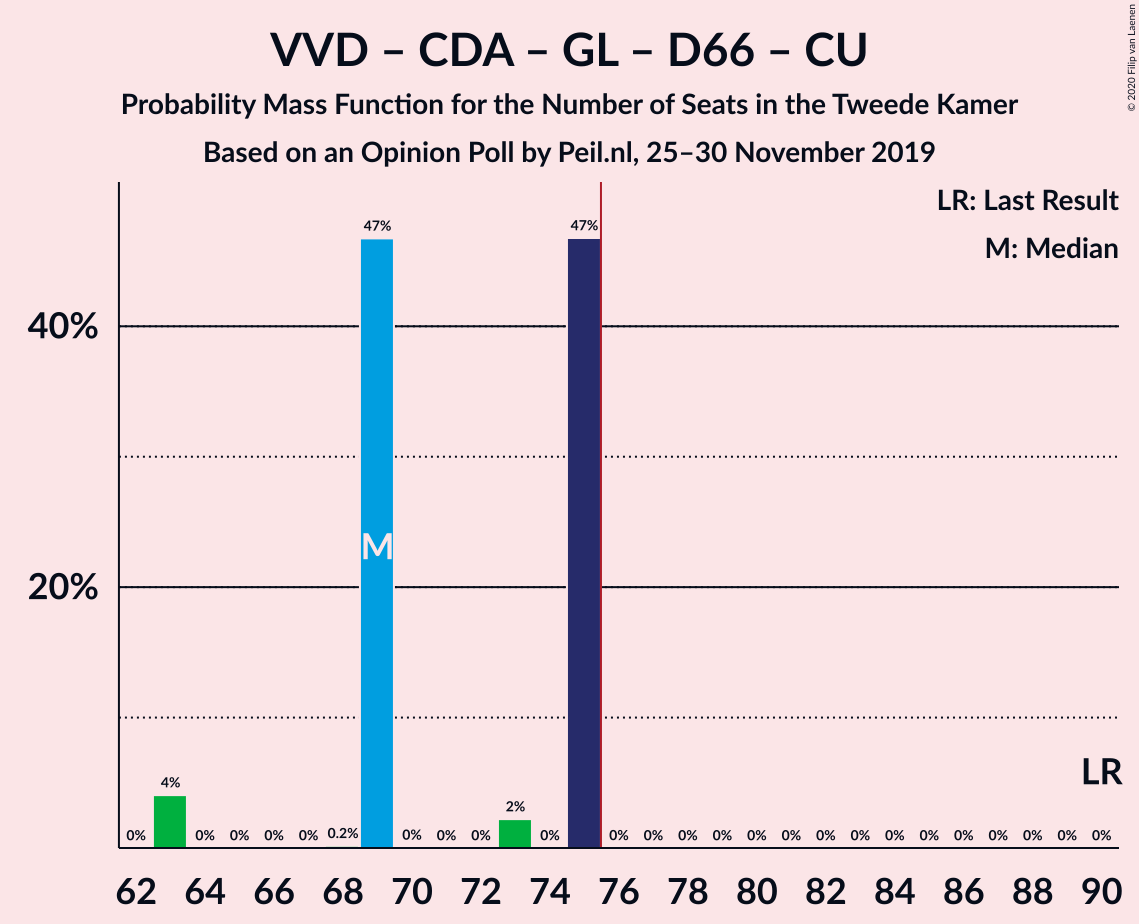 VVD – CDA – GL – D66 – CU
Probability Mass Function for the Number of Seats in the Tweede Kamer
Based on an Opinion Poll by Peil.nl, 25–30 November 2019
© 2020 Filip van Laenen
LR: Last Result
M: Median
47% 47%
40%
M
20%
LR
0% 4% 0% 0% 0% 0% 0.2% 0% 0% 0% 2% 0% 0% 0% 0% 0% 0% 0% 0% 0% 0% 0% 0% 0% 0% 0% 0%
62 64 66 68 70 72 74 76 78 80 82 84 86 88 90